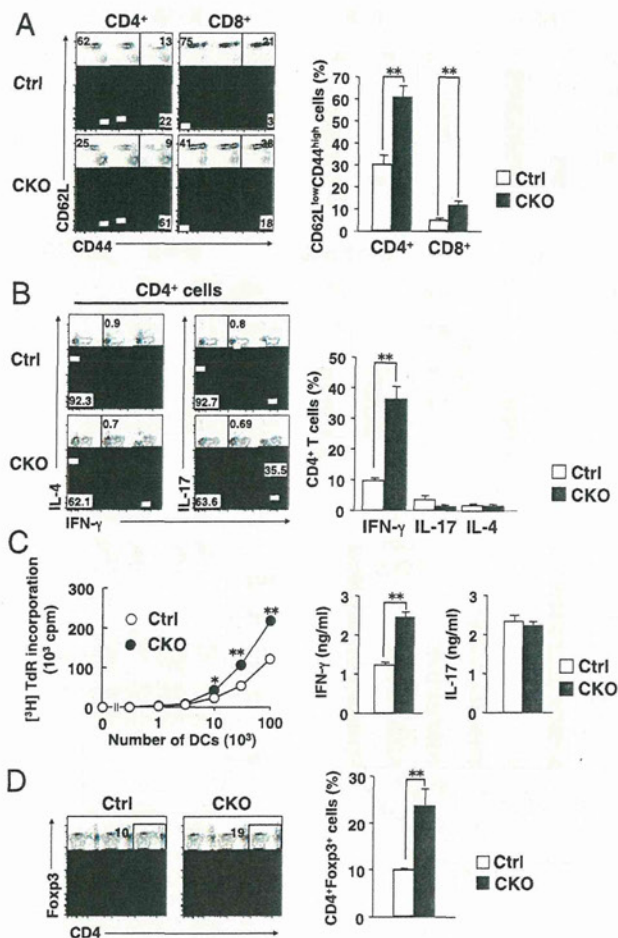 A
CD4+ CD8+
62 13 75 21
Ctrl
22 3
25 9 41 28
CKO
61 18
CD62L
CD44
CD62LlowCD44high cells (%)
70
60
50
40
30
20
10
0
** **
CD4+ CD8+
Ctrl
CKO
B
CD4+ cells
0.9 0.8
Ctrl
92.3 92.7
0.7 0.69
CKO
35.5
62.1 63.6
IL-4
IL-17
IFN-γ
CD4+ T cells (%)
50
40
30
20
10
0
**
IFN-γ IL-17 IL-4
Ctrl
CKO
C
[3H] TdR incorporation
(103 cpm)
300
200
100
0
Ctrl
CKO
* ** **
0 1 10 100
Number of DCs (103)
IFN-γ (ng/ml)
3
2
1
0
**
IL-17 (ng/ml)
3
2
1
0
Ctrl
CKO
D
Ctrl CKO
10 19
Foxp3
CD4
CD4+Foxp3+ cells (%)
30
20
10
0
**
Ctrl
CKO